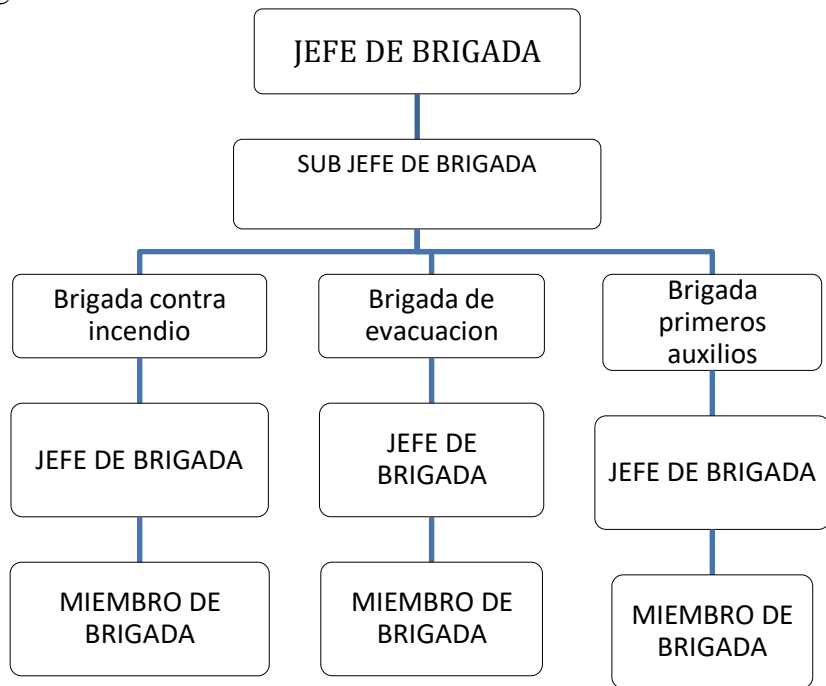 JEFE DE BRIGADA
SUB JEFE DE BRIGADA
Brigada contra
incendio
Brigada de
evacuacion
Brigada
primeros
auxilios
JEFE DE BRIGADA
JEFE DE
BRIGADA
JEFE DE BRIGADA
MIEMBRO DE
BRIGADA
MIEMBRO DE
BRIGADA
MIEMBRO DE
BRIGADA